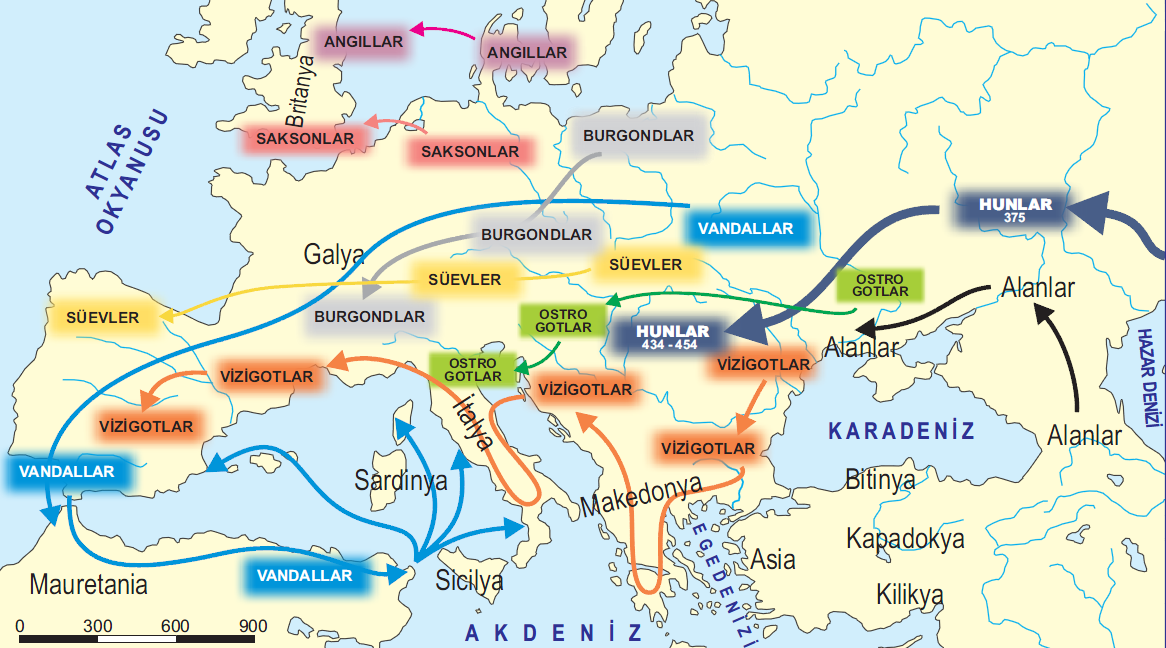 ANGILLAR
ANGILLAR
Britanya
ATLAS
OKYANUSU
SAKSONLAR
SAKSONLAR
BURGONDLAR
HUNLAR
375
VANDALLAR
BURGONDLAR
Galya
SÜEVLER
SÜEVLER
SÜEVLER
OSTRO
GOTLAR
Alanlar
BURGONDLAR
OSTRO
GOTLAR
HUNLAR
434 - 454
Alanlar
HAZAR DENİZİ
OSTRO
GOTLAR
VİZİGOTLAR
VİZİGOTLAR
VİZİGOTLAR
İtalya
VİZİGOTLAR
VİZİGOTLAR
KARADENİZ
Alanlar
VANDALLAR
Sardinya
Makedonya
Bitinya
EGEDENİZİ
Kapadokya
Asia
Mauretania
VANDALLAR
Sicilya
Kilikya
0 300 600 900
AKDENİZ